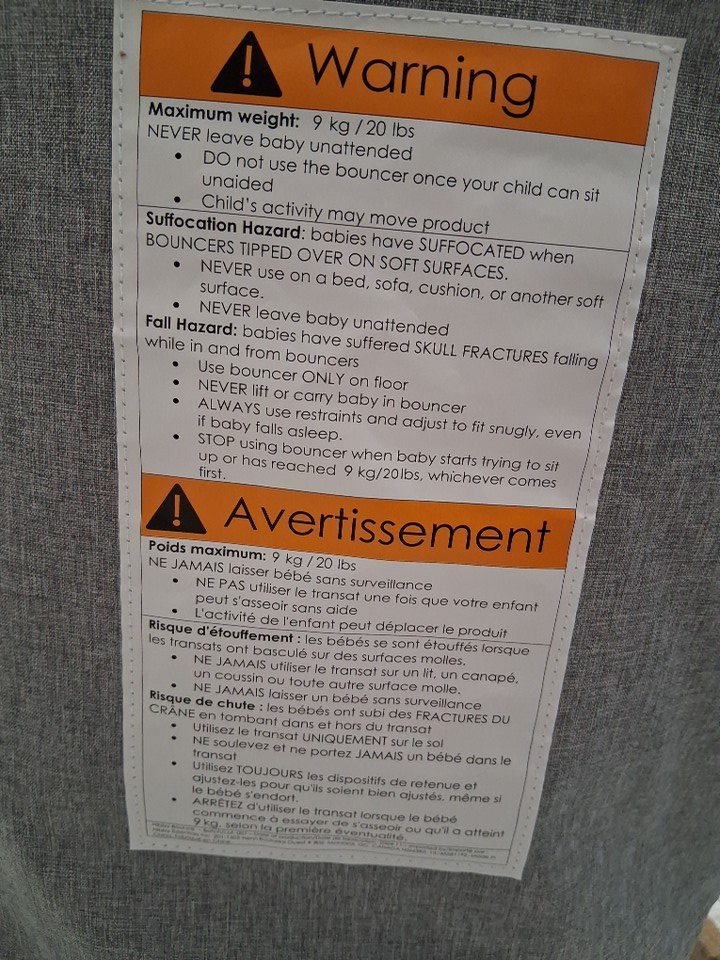 Warning
Maximum weight: 9 kg / 20 lbs
NEVER leave baby unattended
• DO not use the bouncer once your child can sit
unaided
• Child's activity may move product
Suffocation Hazard: babies have SUFFOCATED when
BOUNCERS TIPPED OVER ON SOFT SURFACES.
• NEVER use on a bed, sofa, cushion, or another soft
surface.
• NEVER leave baby unattended
Fall Hazard: babies have suffered SKULL FRACTURES falling
while in and from bouncers
• Use bouncer ONLY on floor
• NEVER lift or carry baby in bouncer
• ALWAYS use restraints and adjust to fit snugly, even
if baby falls asleep.
• STOP using bouncer when baby starts trying to sit
up or has reached 9 kg/20lbs, whichever comes
first.
Avertissement
Poids maximum: 9 kg / 20 lbs
NE JAMAIS laisser bébé sans surveillance
• NE PAS utiliser le transat une fois que votre enfant
peut s'asseoir sans aide
• L'activité de l'enfant peut déplacer le produit
Risque d'étouffement : les bébés se sont étouffés lorsque
les transats ont basculé sur des surfaces molles.
• NE JAMAIS utiliser le transat sur un lit, un canapé,
un coussin ou toute autre surface molle.
• NE JAMAIS laisser un bébé sans surveillance
Risque de chute : les bébés ont subi des FRACTURES DU
CRÂNE en tombant dans et hors du transat
• Utilisez le transat UNIQUEMENT sur le sol
• NE soulevez et ne portez JAMAIS un bébé dans le
transat
• Utilisez TOUJOURS les dispositifs de retenue et
ajustez-les pour qu'ils soient bien ajustés, même si
le bébé s'endort.
• ARRÊTEZ d'utiliser le transat lorsque le bébé
commence à essayer de s'asseoir ou qu'il a atteint
9 kg, selon la première éventualité.